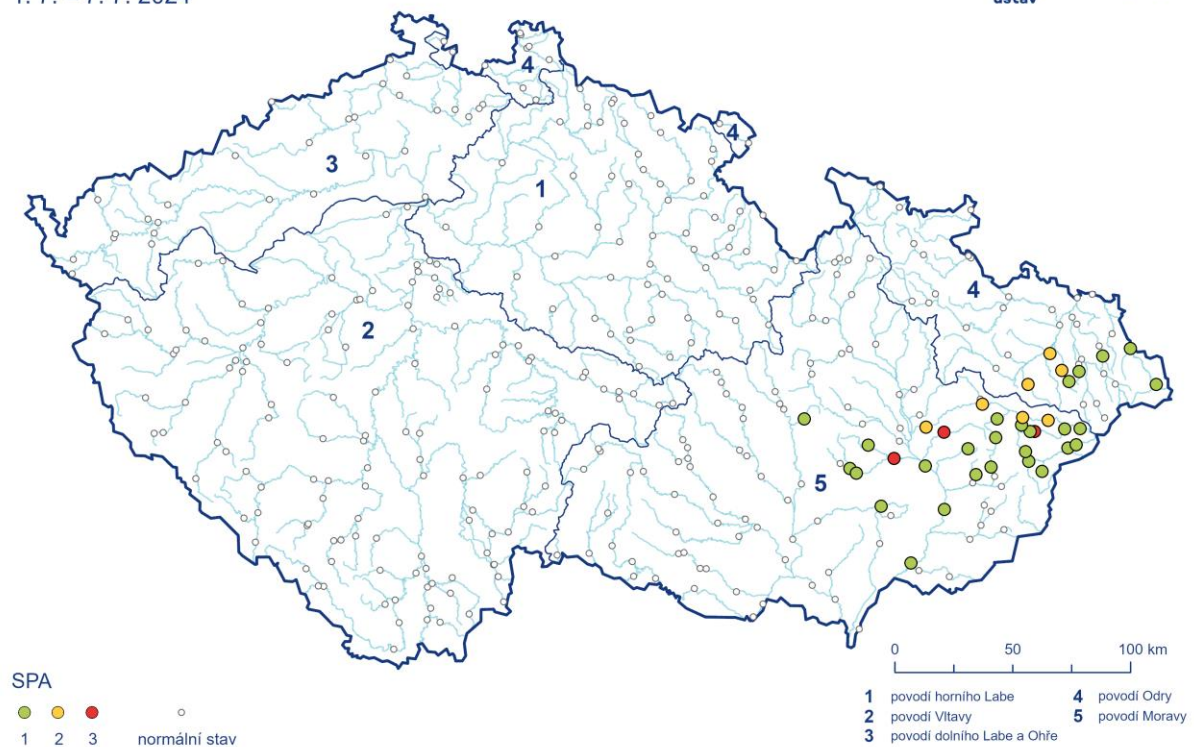 ústav
4
4
3
1
4
2
5
0 50 100 km
SPA
1 2 3 normální stav
1 povodí horního Labe
2 povodí Vltavy
3 povodí dolního Labe a Ohře
4 povodí Odry
5 povodí Moravy